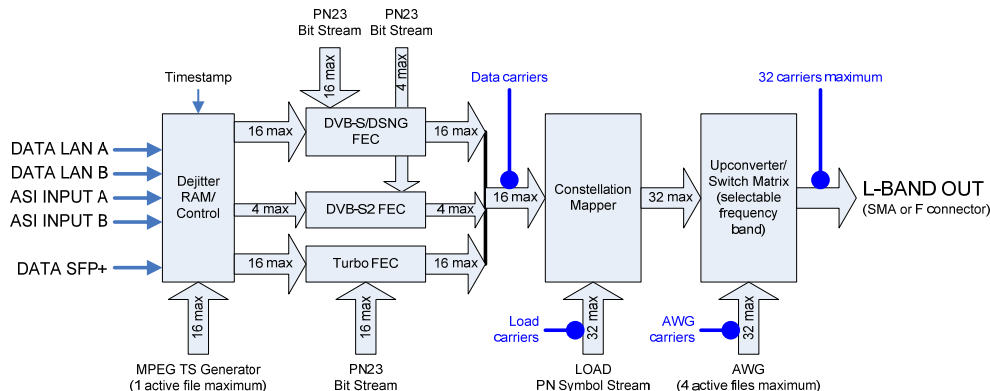 PN23
Bit Stream
PN23
Bit Stream
Timestamp
16 max
4 max
Data carriers
32 carriers maximum
DATA LAN A
DATA LAN B
ASI INPUT A
ASI INPUT B
DATA SFP+
Dejitter
RAM/
Control
16 max
DVB-S/DSNG
FEC
16 max
4 max
DVB-S2 FEC
4 max
16 max
Turbo FEC
16 max
16 max
Constellation
Mapper
32 max
Upconverter/
Switch Matrix
(selectable
frequency
band)
L-BAND OUT
(SMA or F connector)
16 max
16 max
Load
carriers
32 max
AWG
carriers
32 max
MPEG TS Generator
(1 active file maximum)
PN23
Bit Stream
LOAD
PN Symbol Stream
AWG
(4 active files maximum)